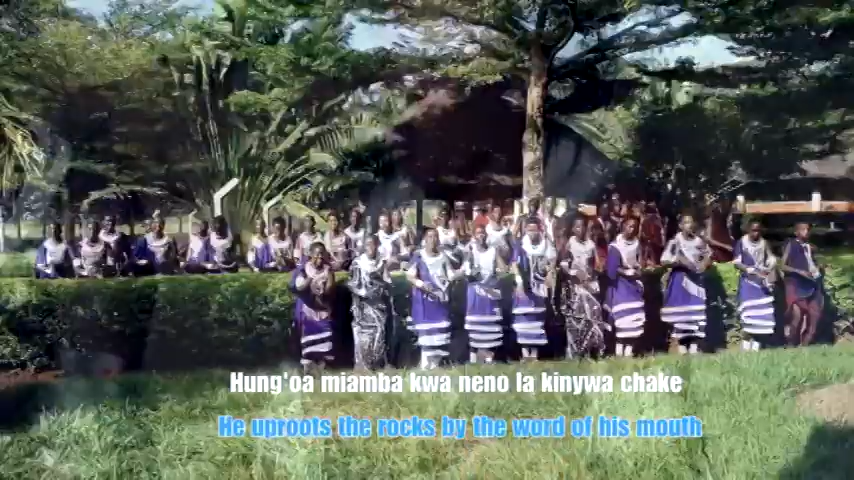 Hung'oa miamba kwa neno la kinywa chake
He uproots the rocks by the word of his mouth